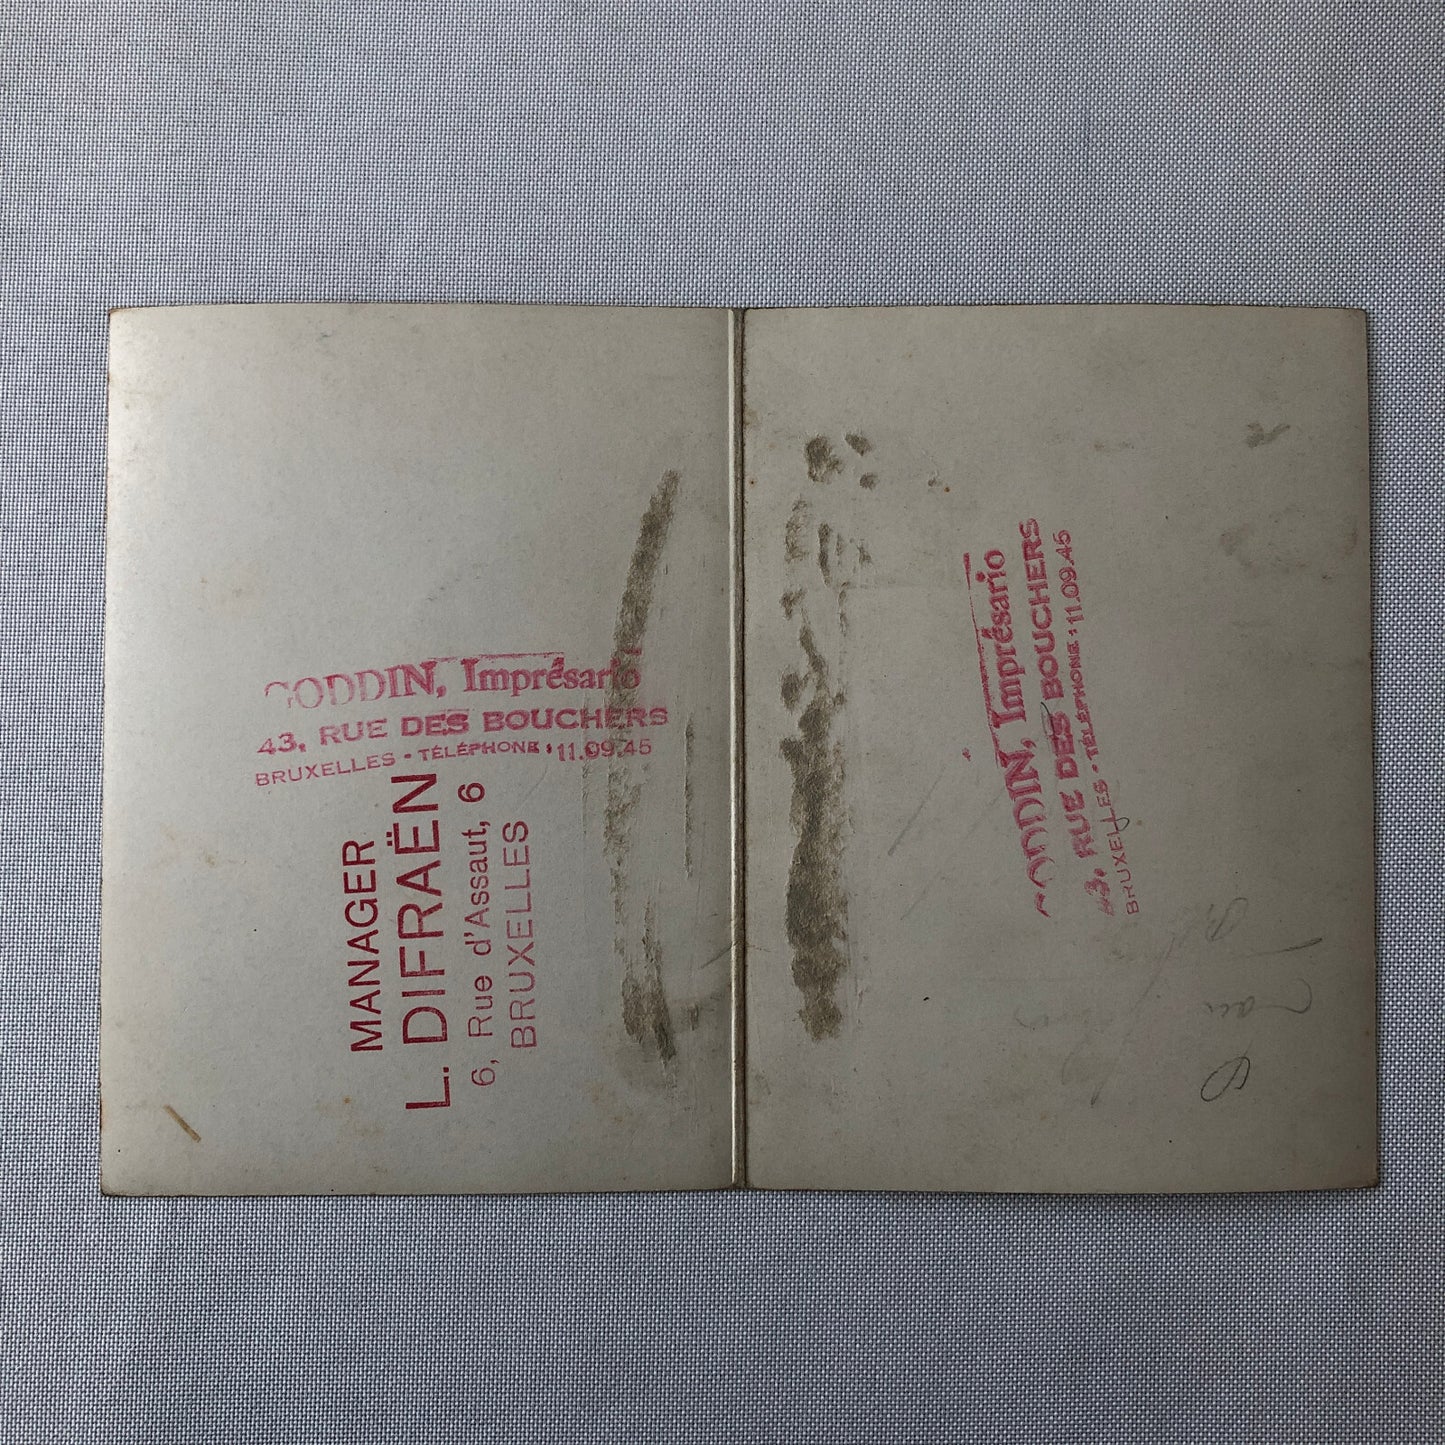 GODDIN, Imprésario
43, RUE DES BOUCHERS
BRUXELLES - TÉLÉPHONE : 11.09.45
MANAGER
L. DIFRAËN
6, Rue d'Assaut, 6
BRUXELLES
GODDIN, Imprésario
43, RUE DES BOUCHERS
BRUXELLES - TÉLÉPHONE : 11.09.45